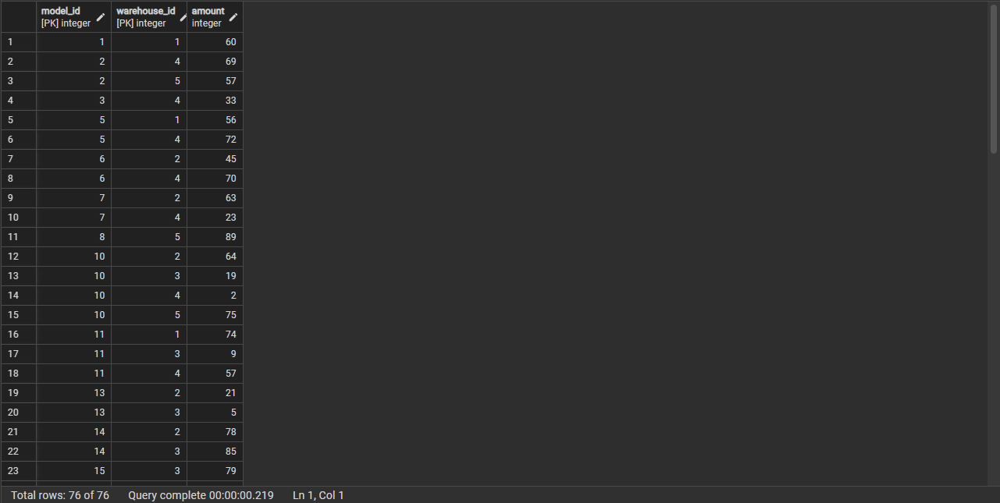 model_id warehouse_id amount
[PK] integer [PK] integer integer
1 1 1 60
2 2 4 69
3 2 5 57
4 3 4 33
5 5 1 56
6 5 4 72
7 6 2 45
8 6 4 70
9 7 2 63
10 7 4 23
11 8 5 89
12 10 2 64
13 10 3 19
14 10 4 2
15 10 5 75
16 11 1 74
17 11 3 9
18 11 4 57
19 13 2 21
20 13 3 5
21 14 2 78
22 14 3 85
23 15 3 79
Total rows: 76 of 76 Query complete 00:00:00.219 Ln 1, Col 1